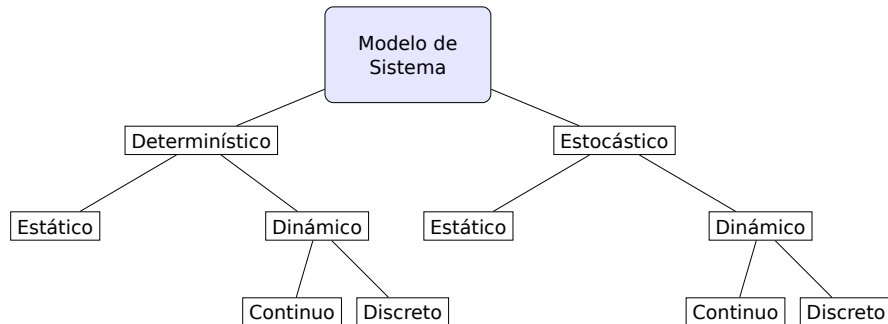 Modelo de
Sistema
Determinístico
Estocástico
Estático
Dinámico
Estático
Dinámico
Continuo
Discreto
Continuo
Discreto